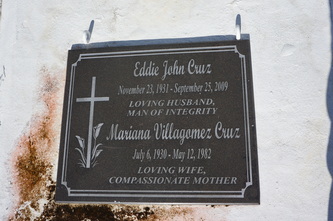 Eddie John Cruz
November 23, 1931 - September 25, 2009
LOVING HUSBAND,
MAN OF INTEGRITY
Mariana Villagomez Cruz
July 6, 1930 - May 12, 1982
LOVING WIFE,
COMPASSIONATE MOTHER